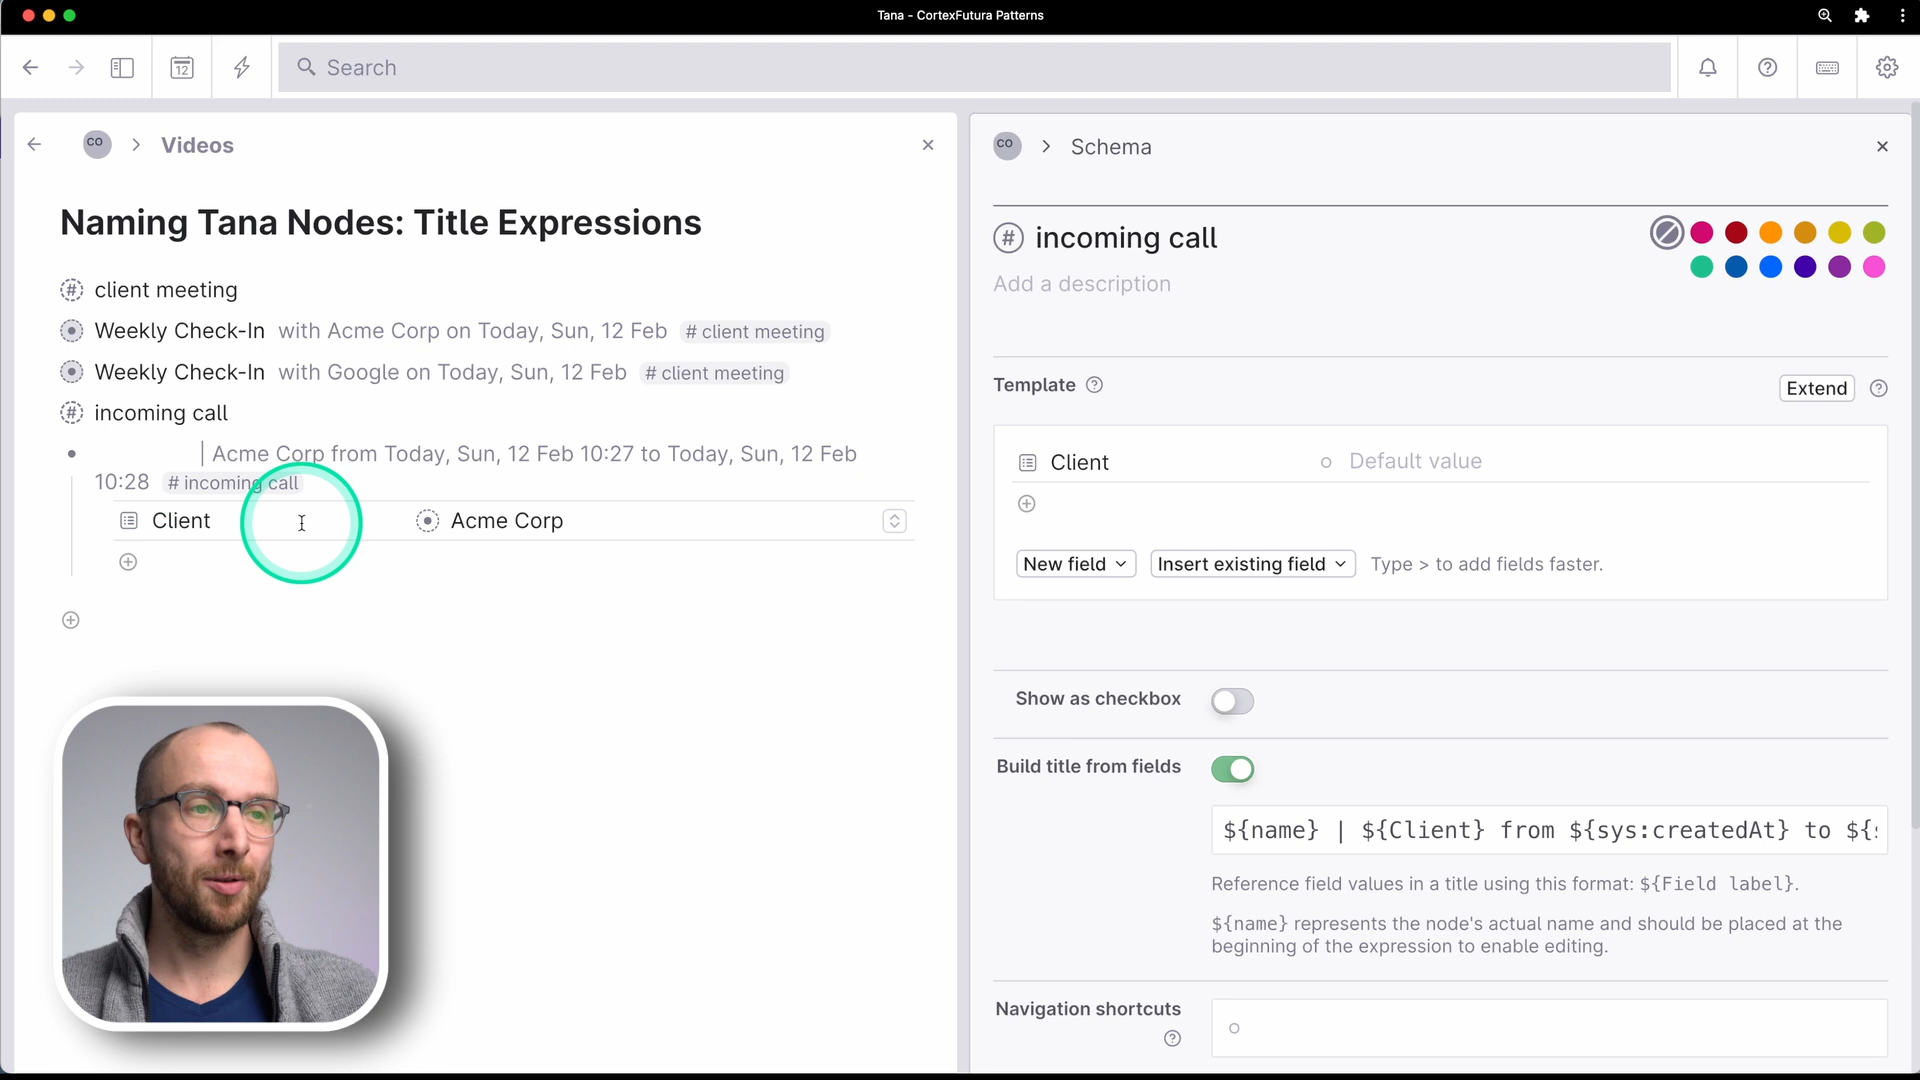 Tana - CortexFutura Patterns
12
Search
CO > Videos
CO > Schema
Naming Tana Nodes: Title Expressions
# client meeting
Weekly Check-In with Acme Corp on Today, Sun, 12 Feb # client meeting
Weekly Check-In with Google on Today, Sun, 12 Feb # client meeting
# incoming call
| Acme Corp from Today, Sun, 12 Feb 10:27 to Today, Sun, 12 Feb
10:28 # incoming call
Client Acme Corp
# incoming call
Add a description
Template ?
Extend ?
Client Default value
New field Insert existing field Type > to add fields faster.
Show as checkbox
Build title from fields
${name} | ${Client} from ${sys:createdAt} to ${
Reference field values in a title using this format: ${Field label}.
${name} represents the node's actual name and should be placed at the
beginning of the expression to enable editing.
Navigation shortcuts
?